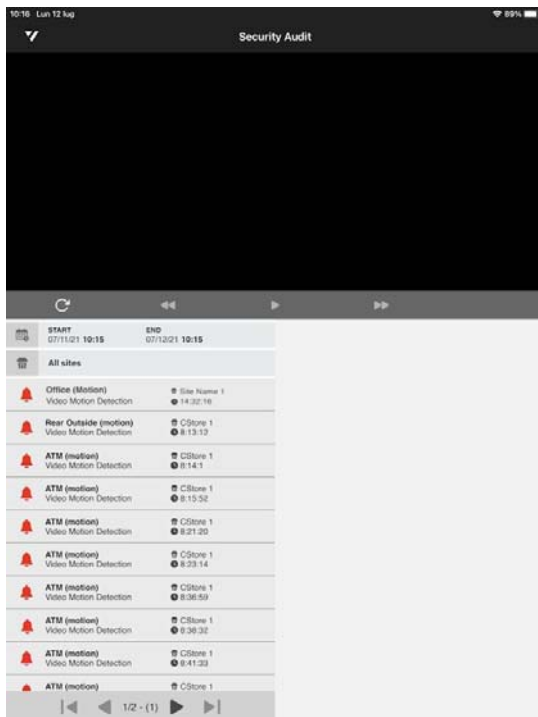 10:16 Lun 12 lug
89%
Security Audit
START
07/11/21 10:15
END
07/12/21 10:15
All sites
Office (Motion)
Video Motion Detection
Site Name 1
14:32:16
Rear Outside (motion)
Video Motion Detection
CStore 1
8:13:12
ATM (motion)
Video Motion Detection
CStore 1
8:14:1
ATM (motion)
Video Motion Detection
CStore 1
8:15:52
ATM (motion)
Video Motion Detection
CStore 1
8:21:20
ATM (motion)
Video Motion Detection
CStore 1
8:23:14
ATM (motion)
Video Motion Detection
CStore 1
8:36:59
ATM (motion)
Video Motion Detection
CStore 1
8:38:32
ATM (motion)
Video Motion Detection
CStore 1
8:41:33
ATM (motion)
CStore 1
1/2 - (1)